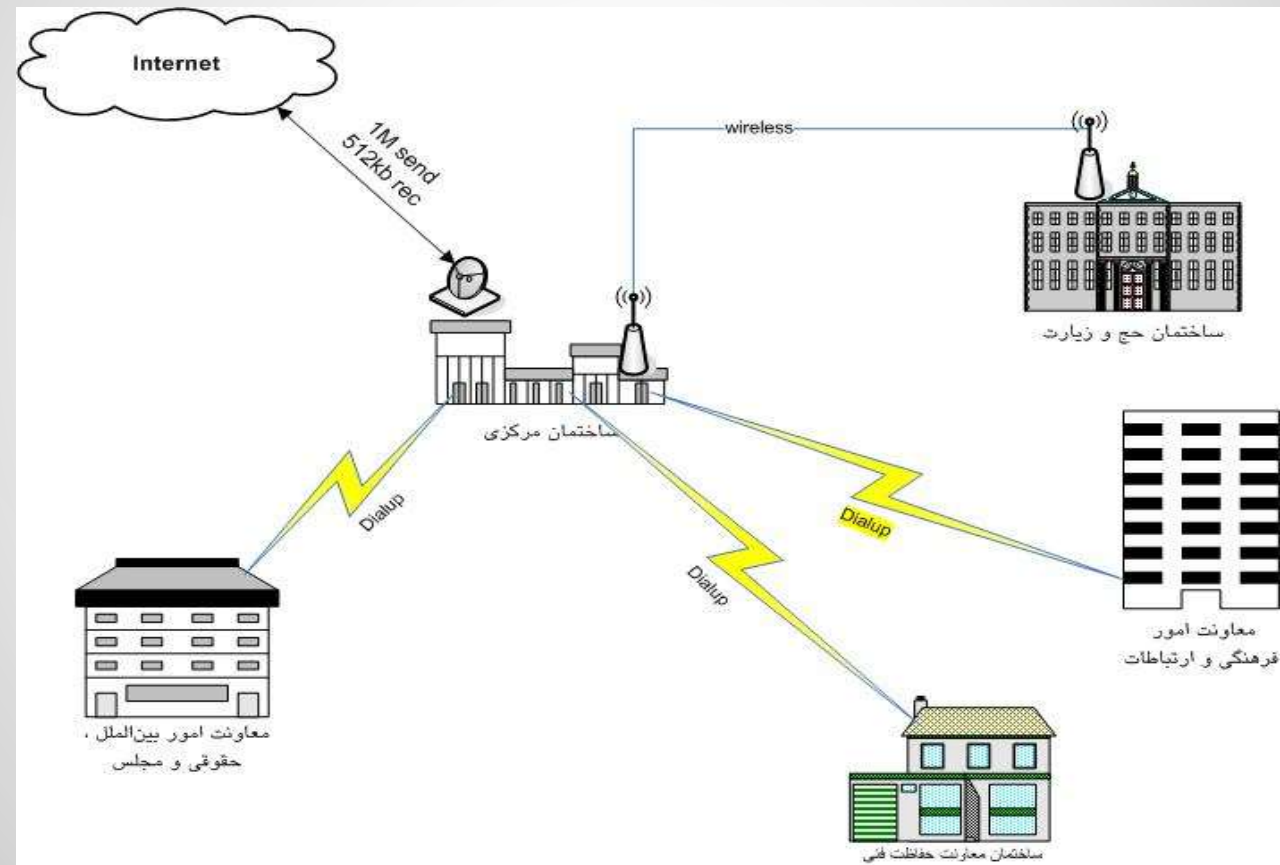 Internet
1M send
512kb rec
wireless
ساختمان حج و زیارت
ساختمان مرکزی
Dialup
Dialup
Dialup
معاونت امور
فرهنگی و ارتباطات
معاونت امور بین‌الملل ،
حقوقی و مجلس
ساختمان معاونت حفاظت فنی